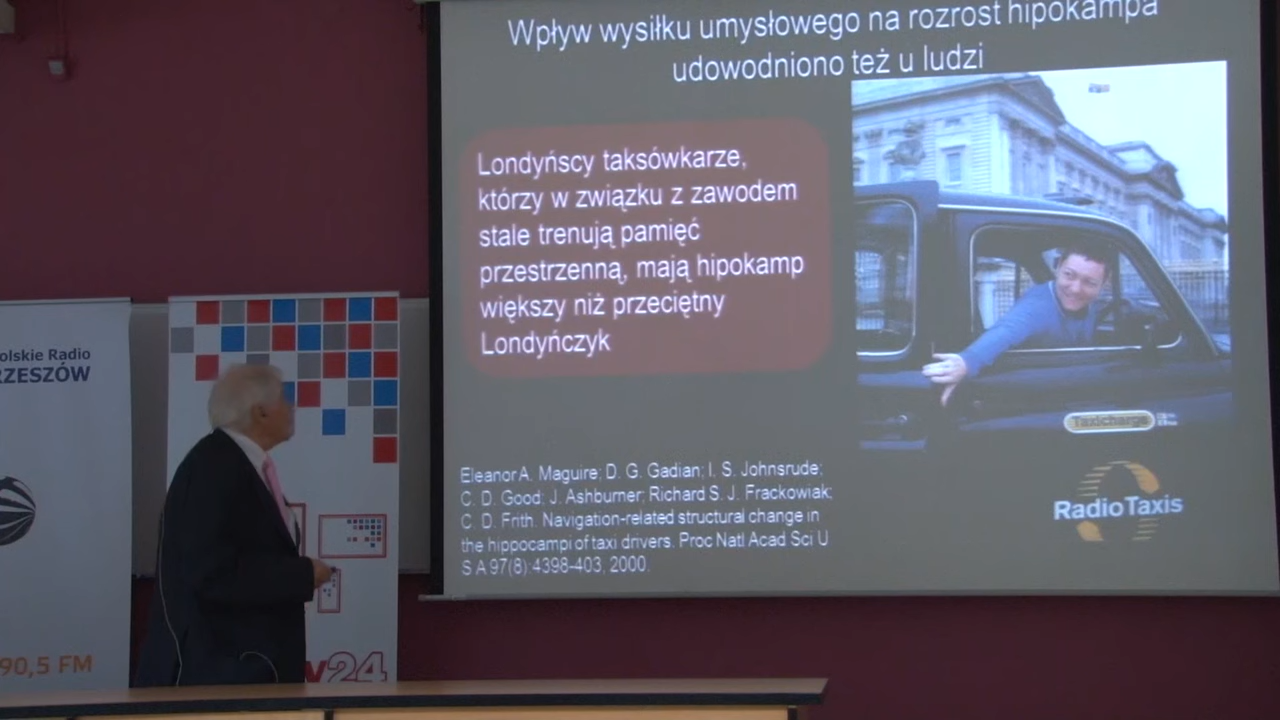 Wpływ wysiłku umysłowego na rozrost hipokampa
udowodniono też u ludzi
Londyńscy taksówkarze,
którzy w związku z zawodem
stale trenują pamięć
przestrzenną, mają hipokamp
większy niż przeciętny
Londyńczyk
Eleanor A. Maguire; D. G. Gadian; I. S. Johnsrude;
C. D. Good; J. Ashburner; Richard S. J. Frackowiak;
C. D. Frith. Navigation-related structural change in
the hippocampi of taxi drivers. Proc Natl Acad Sci U
S A 97(8):4398-403, 2000.
Taxicharge
RadioTaxis
olskie Radio
RZESZÓW
90,5 FM
v24